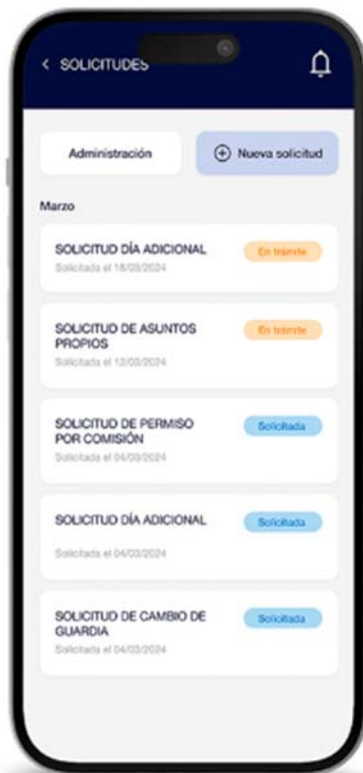 < SOLICITUDES
Administración
Nueva solicitud
Marzo
SOLICITUD DÍA ADICIONAL
En trámite
Solicitada el 18/03/2024
SOLICITUD DE ASUNTOS
PROPIOS
En trámite
Solicitada el 12/03/2024
SOLICITUD DE PERMISO
POR COMISIÓN
Solicitada
Solicitada el 04/03/2024
SOLICITUD DÍA ADICIONAL
Solicitada
Solicitada el 04/03/2024
SOLICITUD DE CAMBIO DE
GUARDIA
Solicitada
Solicitada el 04/03/2024